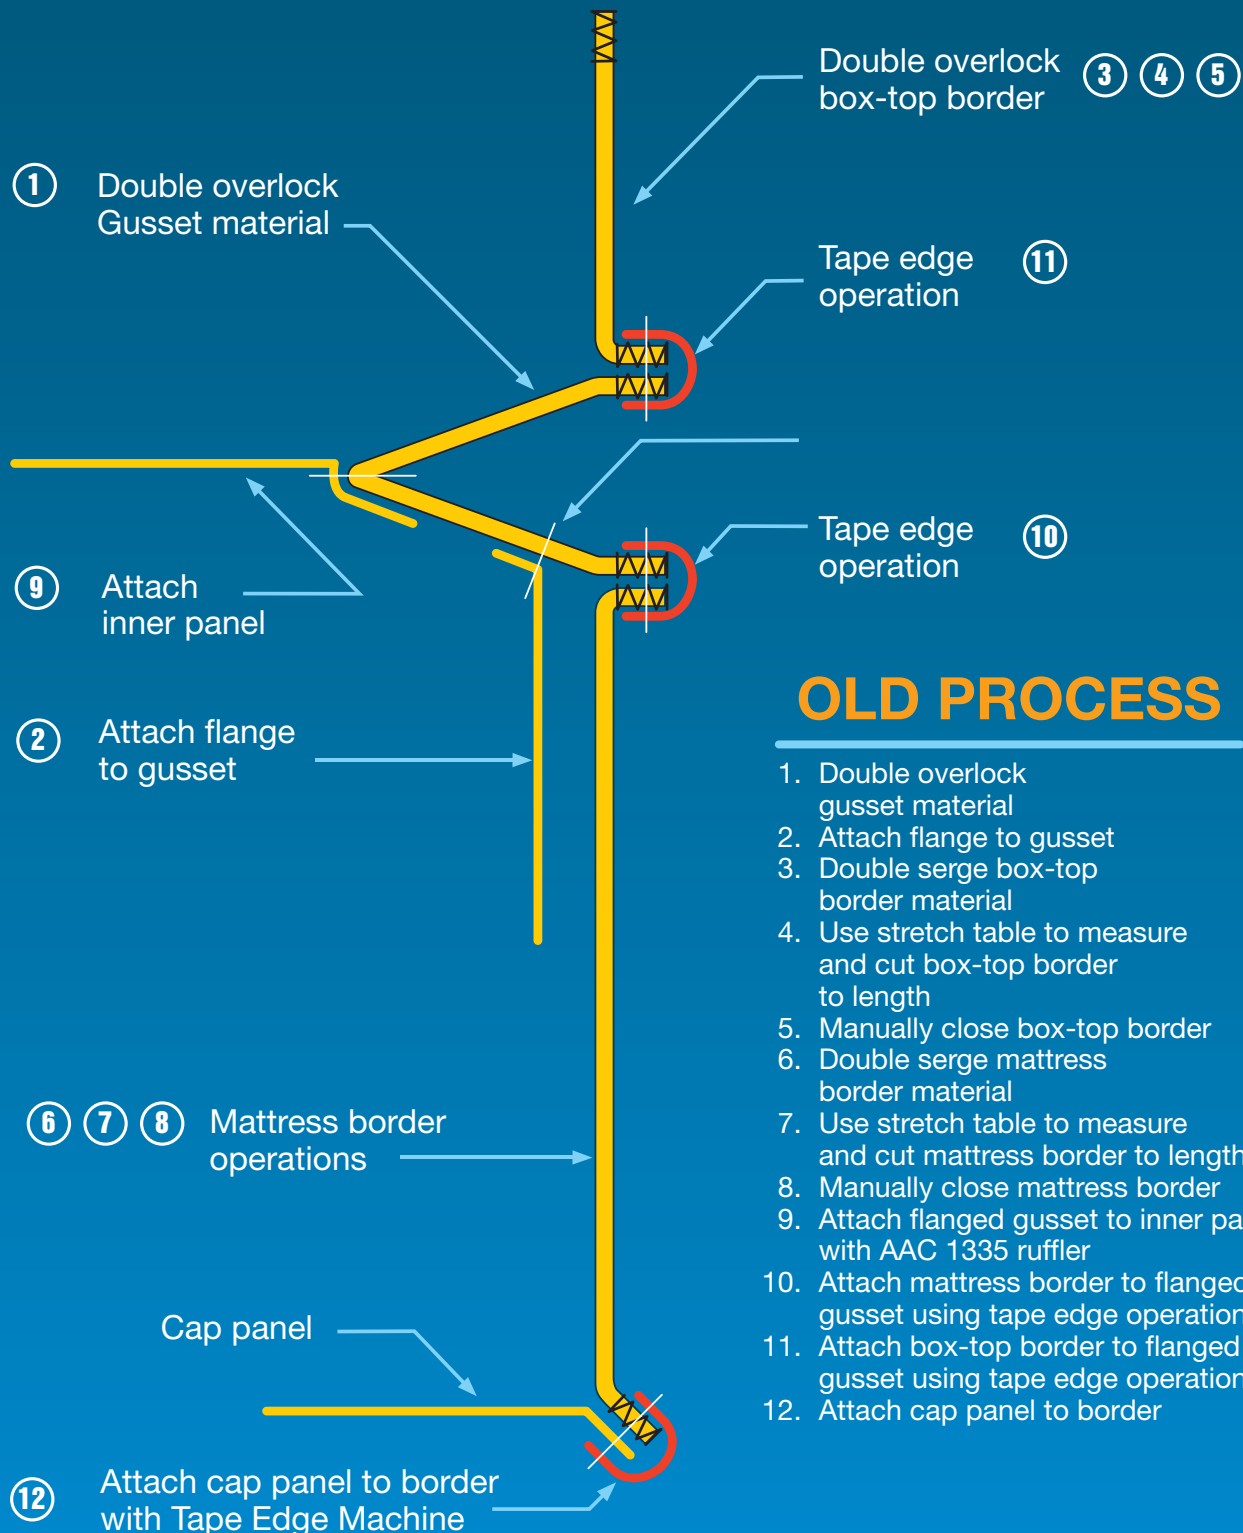 Double overlock
box-top border
3 4 5
1
Double overlock
Gusset material
Tape edge
operation
11
Tape edge
operation
10
9
Attach
inner panel
2
Attach flange
to gusset
OLD PROCESS
1. Double overlock
gusset material
2. Attach flange to gusset
3. Double serge box-top
border material
4. Use stretch table to measure
and cut box-top border
to length
5. Manually close box-top border
6. Double serge mattress
border material
7. Use stretch table to measure
and cut mattress border to length
8. Manually close mattress border
9. Attach flanged gusset to inner pa
with AAC 1335 ruffler
10. Attach mattress border to flanged
gusset using tape edge operation
11. Attach box-top border to flanged
gusset using tape edge operation
12. Attach cap panel to border
6 7 8
Mattress border
operations
Cap panel
12
Attach cap panel to border
with Tape Edge Machine